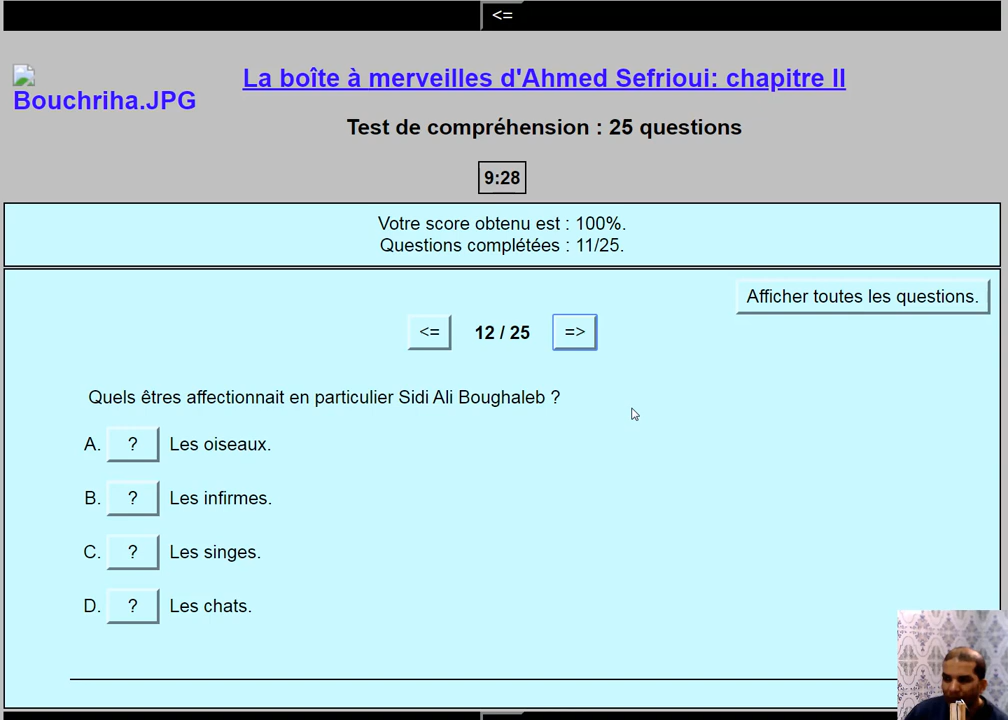 <=
Bouchriha.JPG
La boîte à merveilles d'Ahmed Sefrioui: chapitre II
Test de compréhension : 25 questions
9:28
Votre score obtenu est : 100%.
Questions complétées : 11/25.
Afficher toutes les questions.
<= 12 / 25 =>
Quels êtres affectionnait en particulier Sidi Ali Boughaleb ?
A. ? Les oiseaux.
B. ? Les infirmes.
C. ? Les singes.
D. ? Les chats.